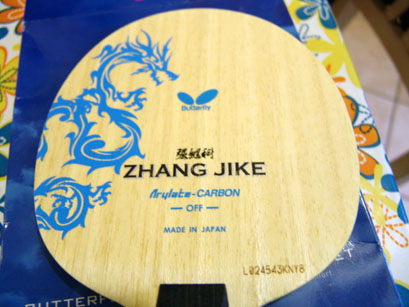 Butterfly
張継科
ZHANG JIKE
Arylate-CARBON
OFF
MADE IN JAPAN
L024543KNY8
BUTTERF